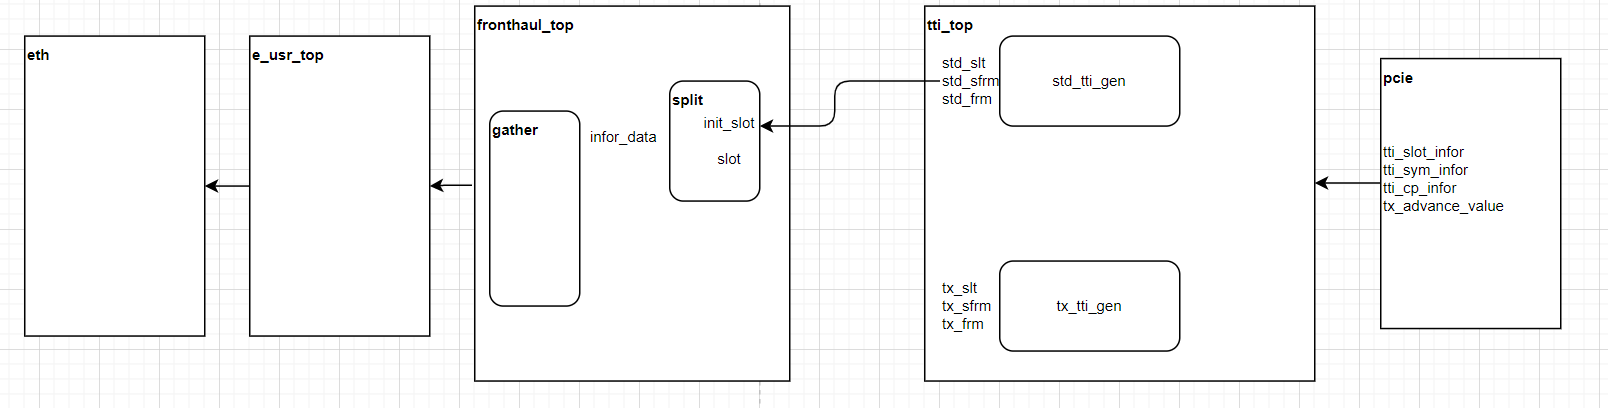 eth
e_usr_top
fronthaul_top
gather
infor_data
split
init_slot
slot
tti_top
std_slt
std_sfrm
std_frm
std_tti_gen
tx_slt
tx_sfrm
tx_frm
tx_tti_gen
pcie
tti_slot_infor
tti_sym_infor
tti_cp_infor
tx_advance_value